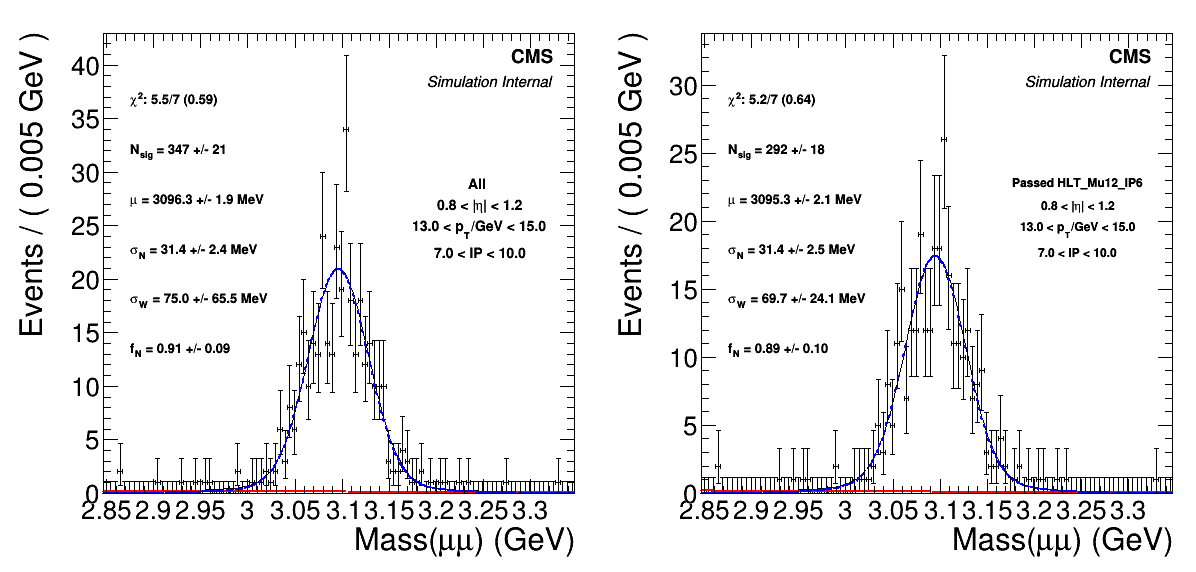 Events / ( 0.005 GeV )
40
35
30
25
20
15
10
5
0
CMS
Simulation Internal
χ²: 5.5/7 (0.59)
N_sig = 347 +/- 21
μ = 3096.3 +/- 1.9 MeV
σ_N = 31.4 +/- 2.4 MeV
σ_W = 75.0 +/- 65.5 MeV
f_N = 0.91 +/- 0.09
All
0.8 < |η| < 1.2
13.0 < p_T/GeV < 15.0
7.0 < IP < 10.0
2.85 2.9 2.95 3 3.05 3.1 3.15 3.2 3.25 3.3
Mass(μμ) (GeV)
Events / ( 0.005 GeV )
30
25
20
15
10
5
0
CMS
Simulation Internal
χ²: 5.2/7 (0.64)
N_sig = 292 +/- 18
μ = 3095.3 +/- 2.1 MeV
σ_N = 31.4 +/- 2.5 MeV
σ_W = 69.7 +/- 24.1 MeV
f_N = 0.89 +/- 0.10
Passed HLT_Mu12_IP6
0.8 < |η| < 1.2
13.0 < p_T/GeV < 15.0
7.0 < IP < 10.0
2.85 2.9 2.95 3 3.05 3.1 3.15 3.2 3.25 3.3
Mass(μμ) (GeV)